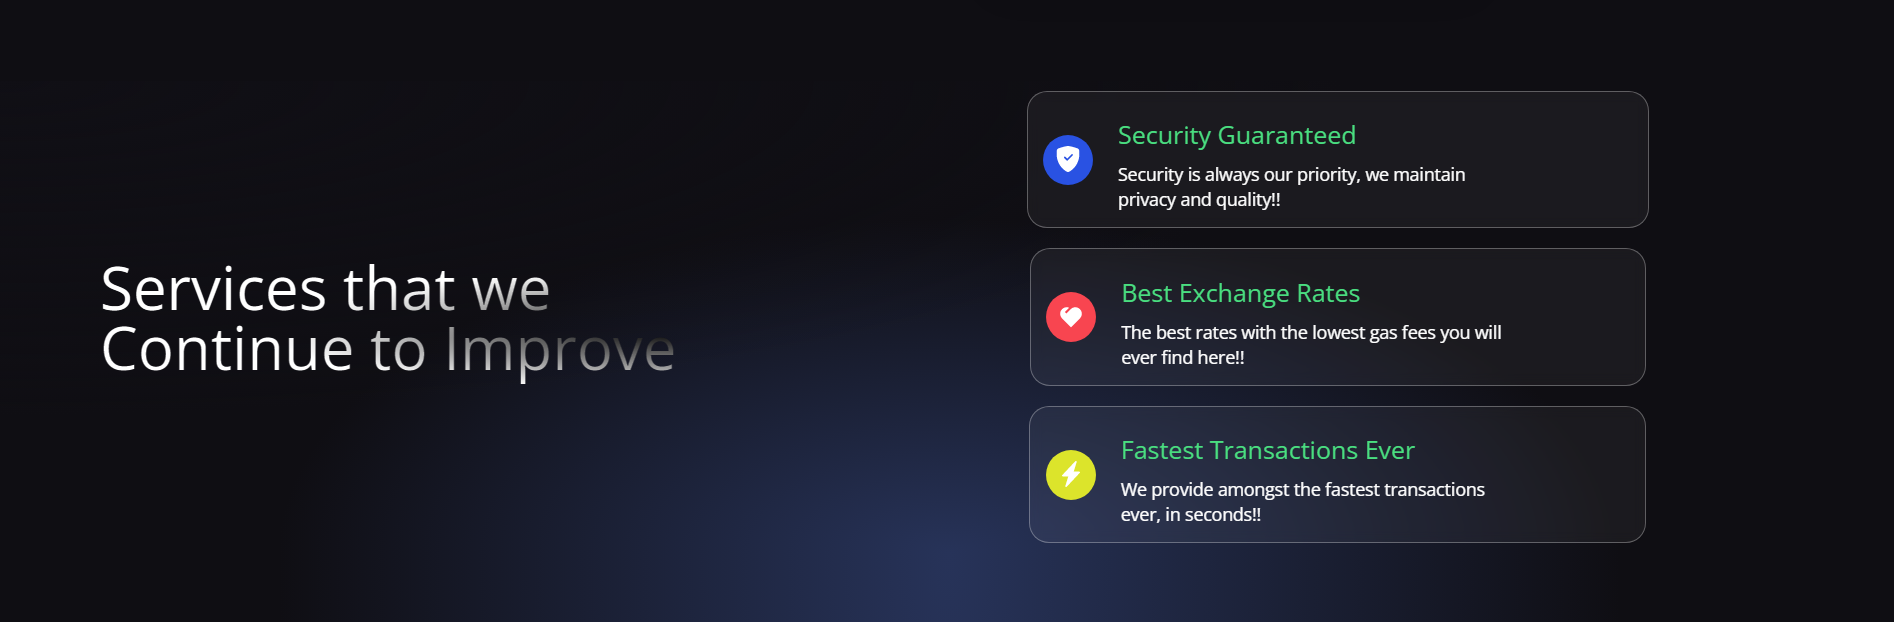 Services that we
Continue to Improve
Security Guaranteed
Security is always our priority, we maintain
privacy and quality!!
Best Exchange Rates
The best rates with the lowest gas fees you will
ever find here!!
Fastest Transactions Ever
We provide amongst the fastest transactions
ever, in seconds!!